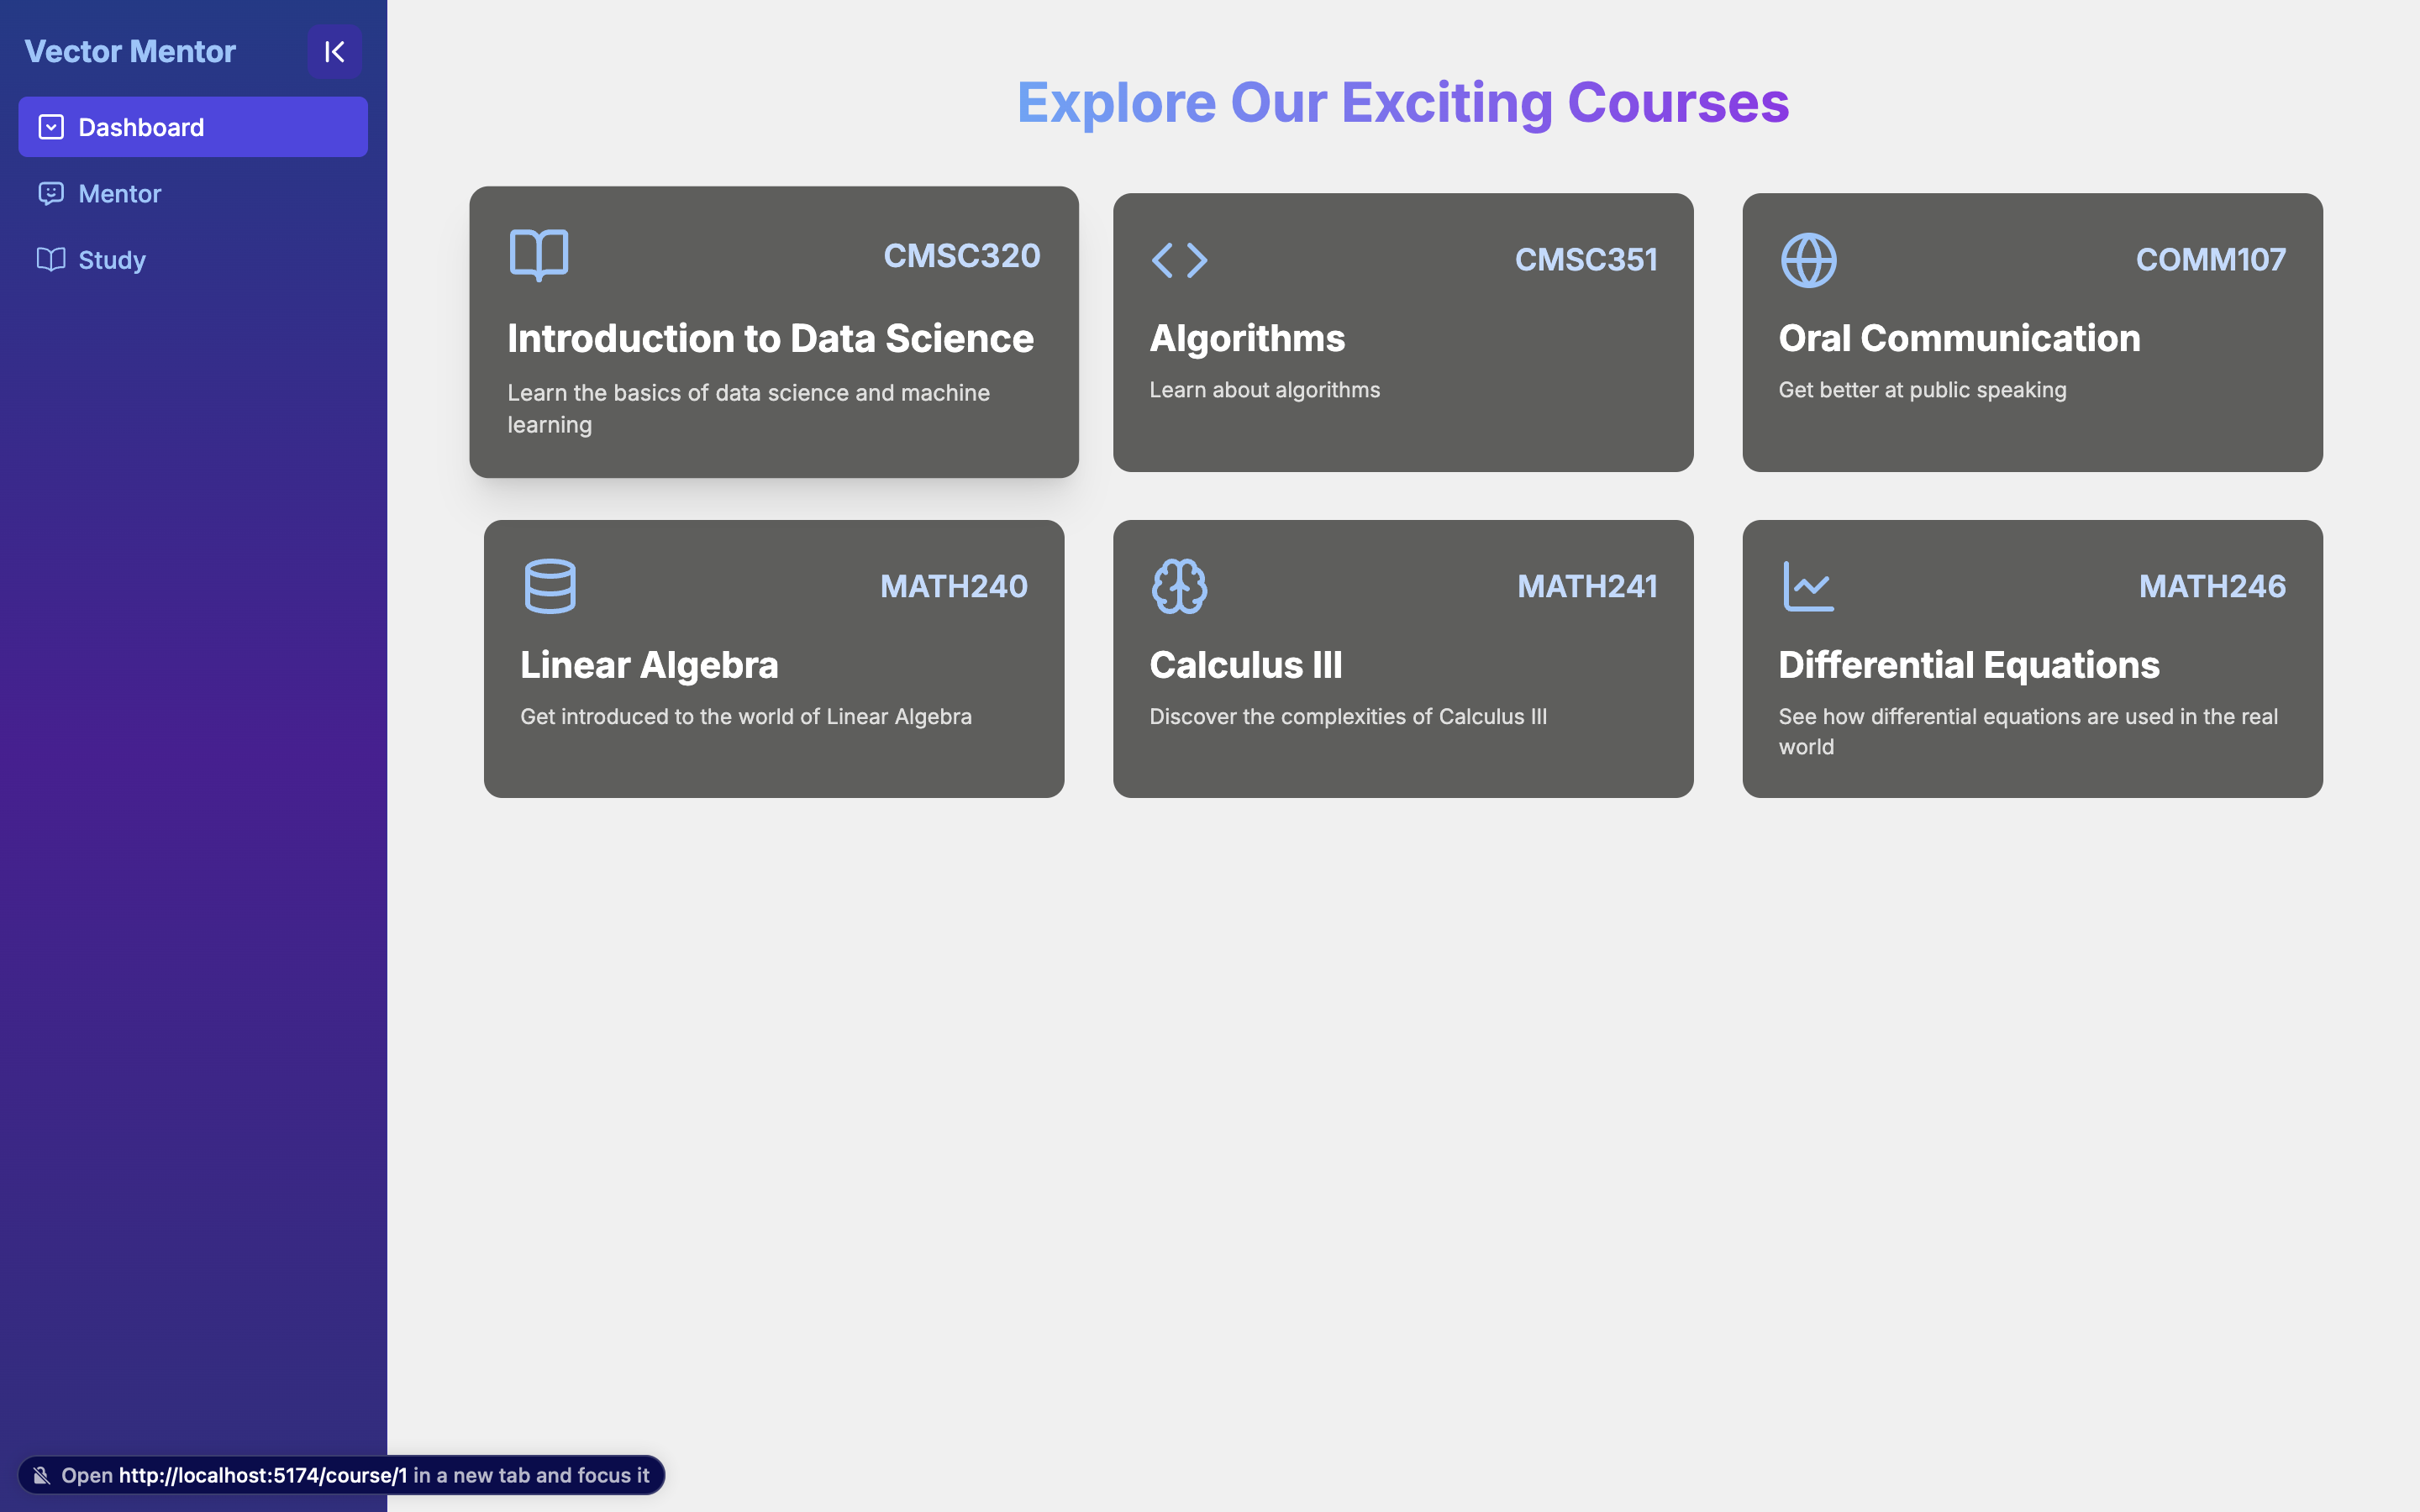 Vector Mentor
Dashboard
Mentor
Study
Explore Our Exciting Courses
CMSC320
Introduction to Data Science
Learn the basics of data science and machine
learning
CMSC351
Algorithms
Learn about algorithms
COMM107
Oral Communication
Get better at public speaking
MATH240
Linear Algebra
Get introduced to the world of Linear Algebra
MATH241
Calculus III
Discover the complexities of Calculus III
MATH246
Differential Equations
See how differential equations are used in the real
world
Open http://localhost:5174/course/1 in a new tab and focus it